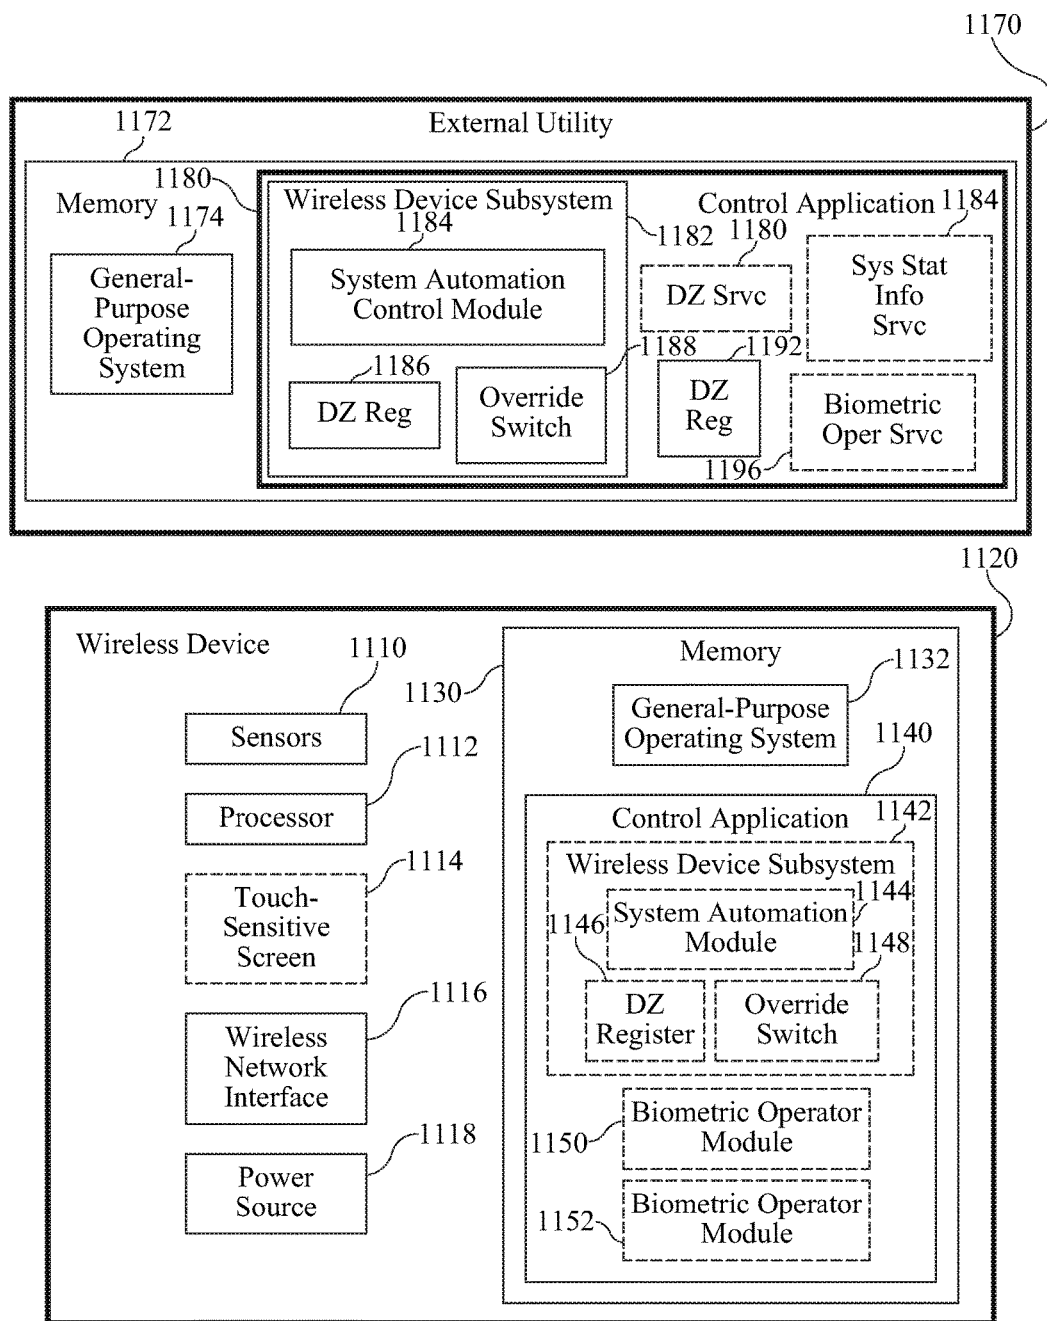 1170
External Utility
1172
1180
Memory
1174
General-
Purpose
Operating
System
Wireless Device Subsystem
1184
1182
System Automation
Control Module
1186
DZ Reg
1188
Override
Switch
Control Application
1180
DZ Srvc
1184
Sys Stat
Info
Srvc
1192
DZ
Reg
Biometric
Oper Srvc
1196
1120
Wireless Device
1110
Sensors
1112
Processor
1114
Touch-
Sensitive
Screen
1116
Wireless
Network
Interface
1118
Power
Source
1130
Memory
1132
General-Purpose
Operating System
1140
Control Application
1142
Wireless Device Subsystem
1144
System Automation
Module
1146
DZ
Register
1148
Override
Switch
1150
Biometric Operator
Module
1152
Biometric Operator
Module